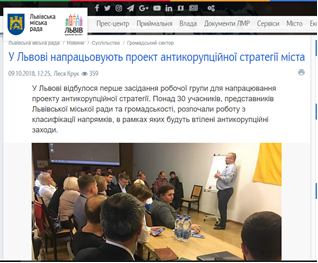 Львівська
міська
рада
ЛЬВІВ
Прес-центр Приймальня Влада Документи ЛМР Сервіси Місто
Львівська міська рада / Новини / Суспільство / Громадський сектор
У Львові напрацьовують проект антикорупційної стратегії міста
09.10.2018, 12:25, Леся Крук 359
У Львові відбулося перше засідання робочої групи для напрацювання
проекту антикорупційної стратегії. Понад 30 учасників, представників
Львівської міської ради та громадськості, розпочали роботу з
класифікації напрямків, в рамках яких будуть втілені антикорупційні
заходи.